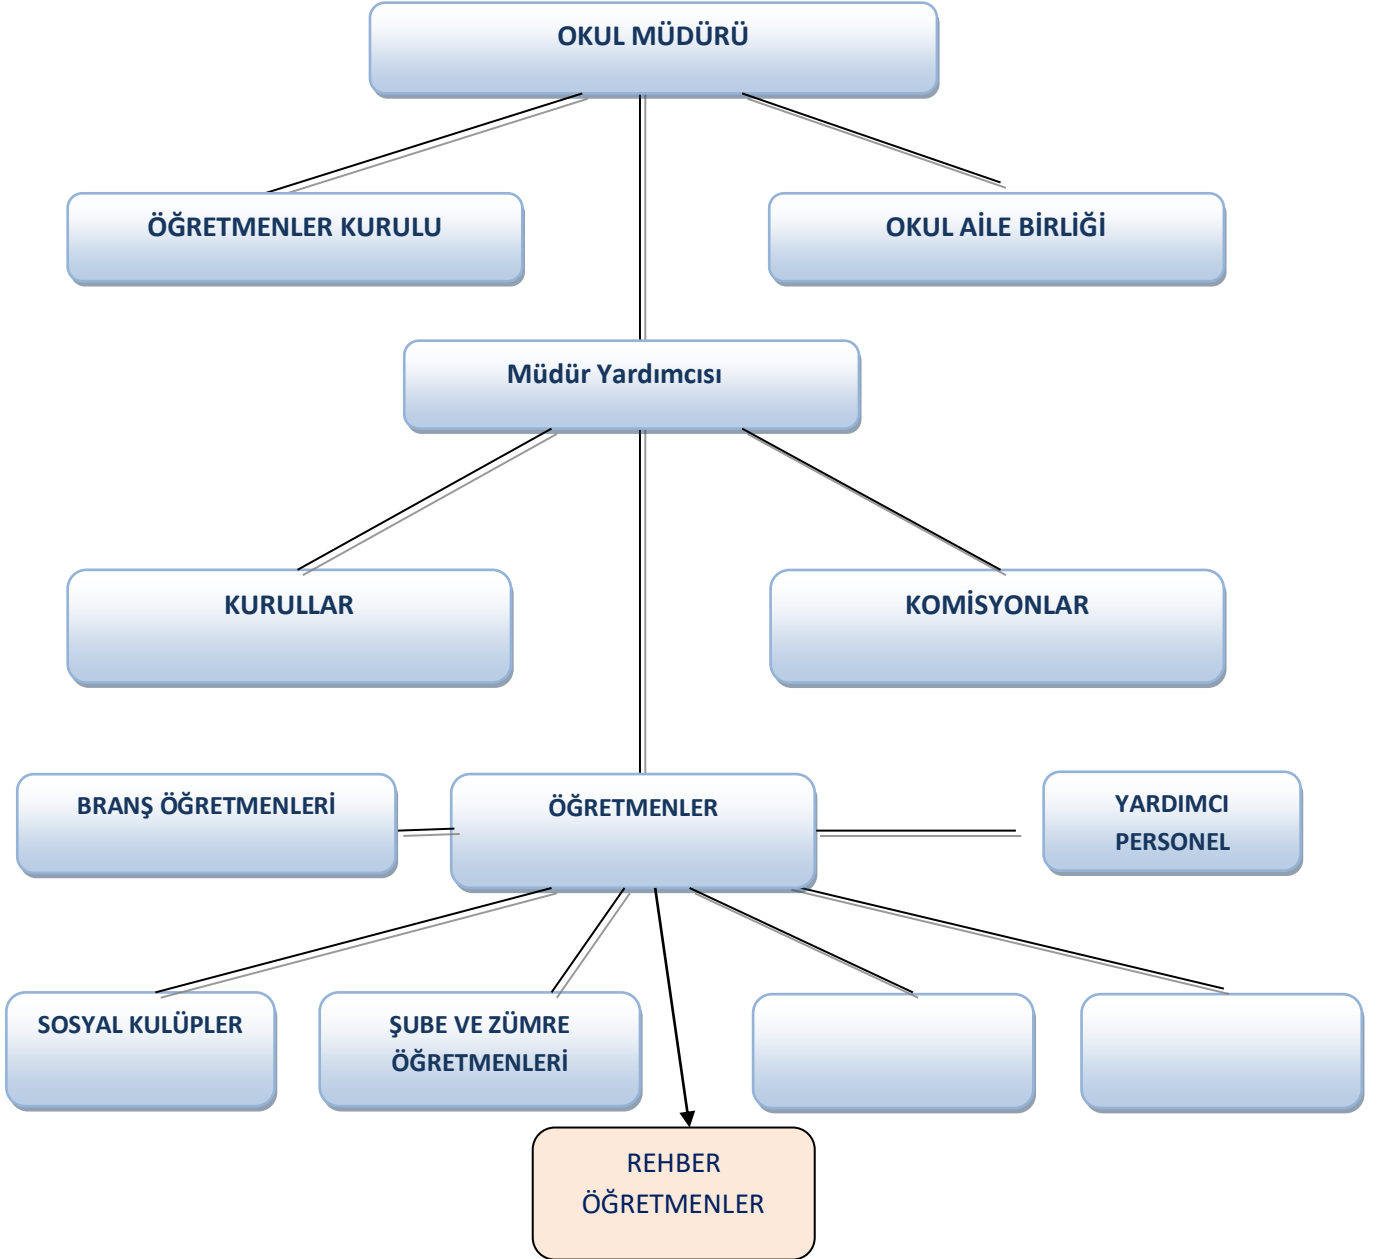 OKUL MÜDÜRÜ
ÖĞRETMENLER KURULU
OKUL AİLE BİRLİĞİ
Müdür Yardımcısı
KURULLAR
KOMİSYONLAR
BRANŞ ÖĞRETMENLERİ
ÖĞRETMENLER
YARDIMCI
PERSONEL
SOSYAL KULÜPLER
ŞUBE VE ZÜMRE
ÖĞRETMENLERİ
REHBER
ÖĞRETMENLER